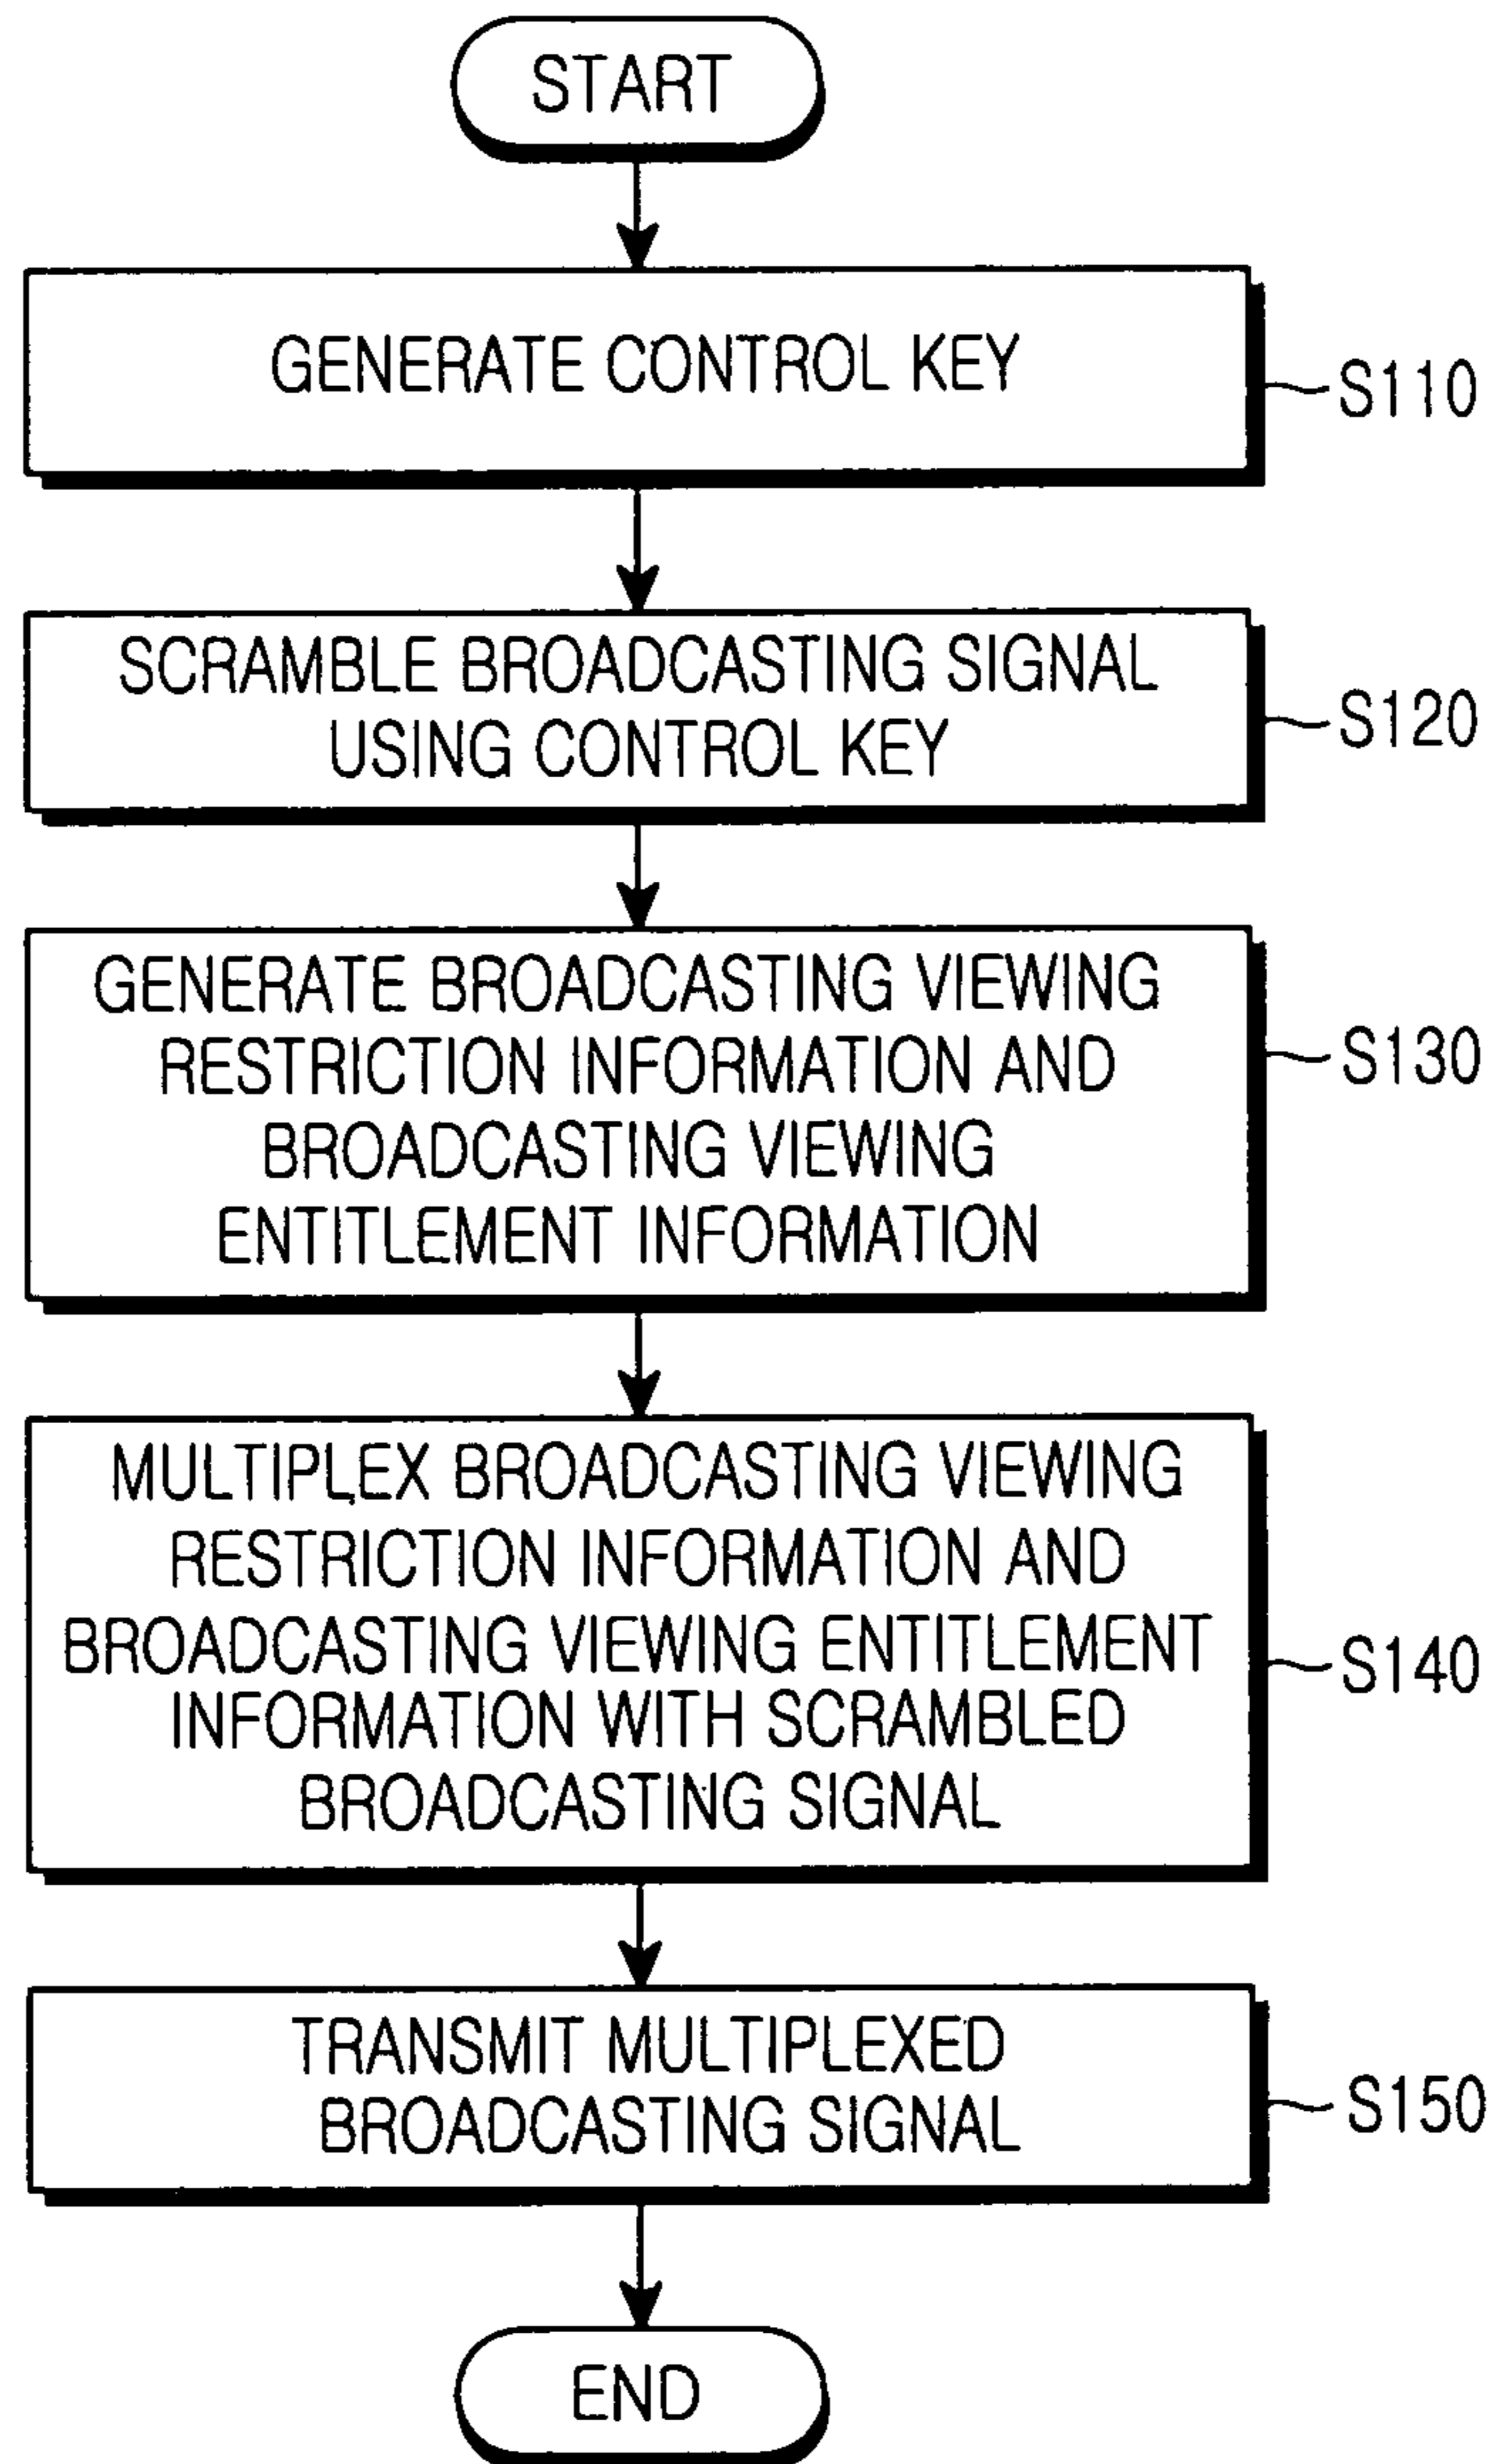 START
GENERATE CONTROL KEY
S110
SCRAMBLE BROADCASTING SIGNAL
USING CONTROL KEY
S120
GENERATE BROADCASTING VIEWING
RESTRICTION INFORMATION AND
BROADCASTING VIEWING
ENTITLEMENT INFORMATION
S130
MULTIPLEX BROADCASTING VIEWING
RESTRICTION INFORMATION AND
BROADCASTING VIEWING ENTITLEMENT
INFORMATION WITH SCRAMBLED
BROADCASTING SIGNAL
S140
TRANSMIT MULTIPLEXED
BROADCASTING SIGNAL
S150
END